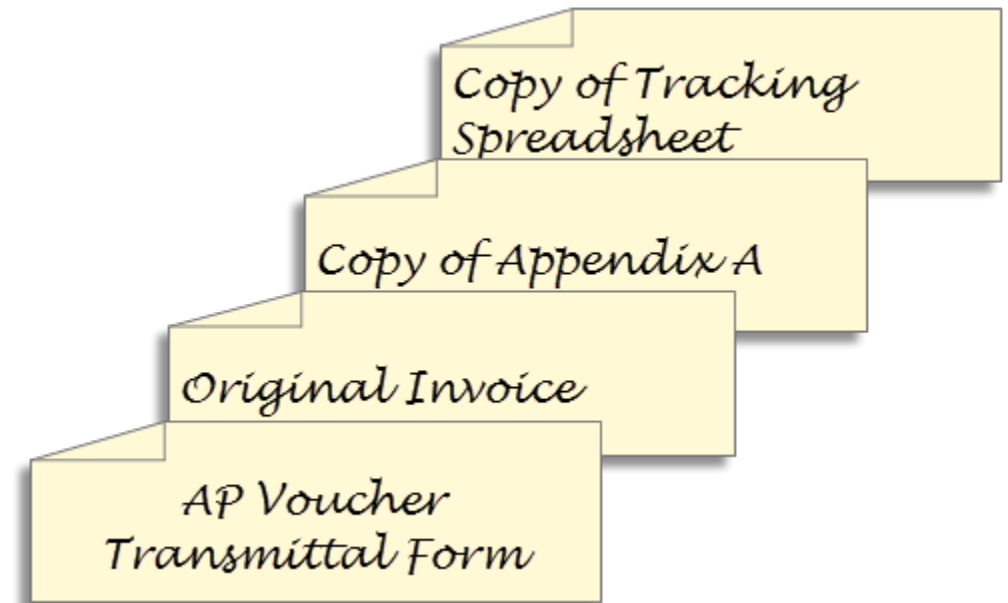 Copy of Tracking
Spreadsheet
Copy of Appendix A
Original Invoice
AP Voucher
Transmittal Form